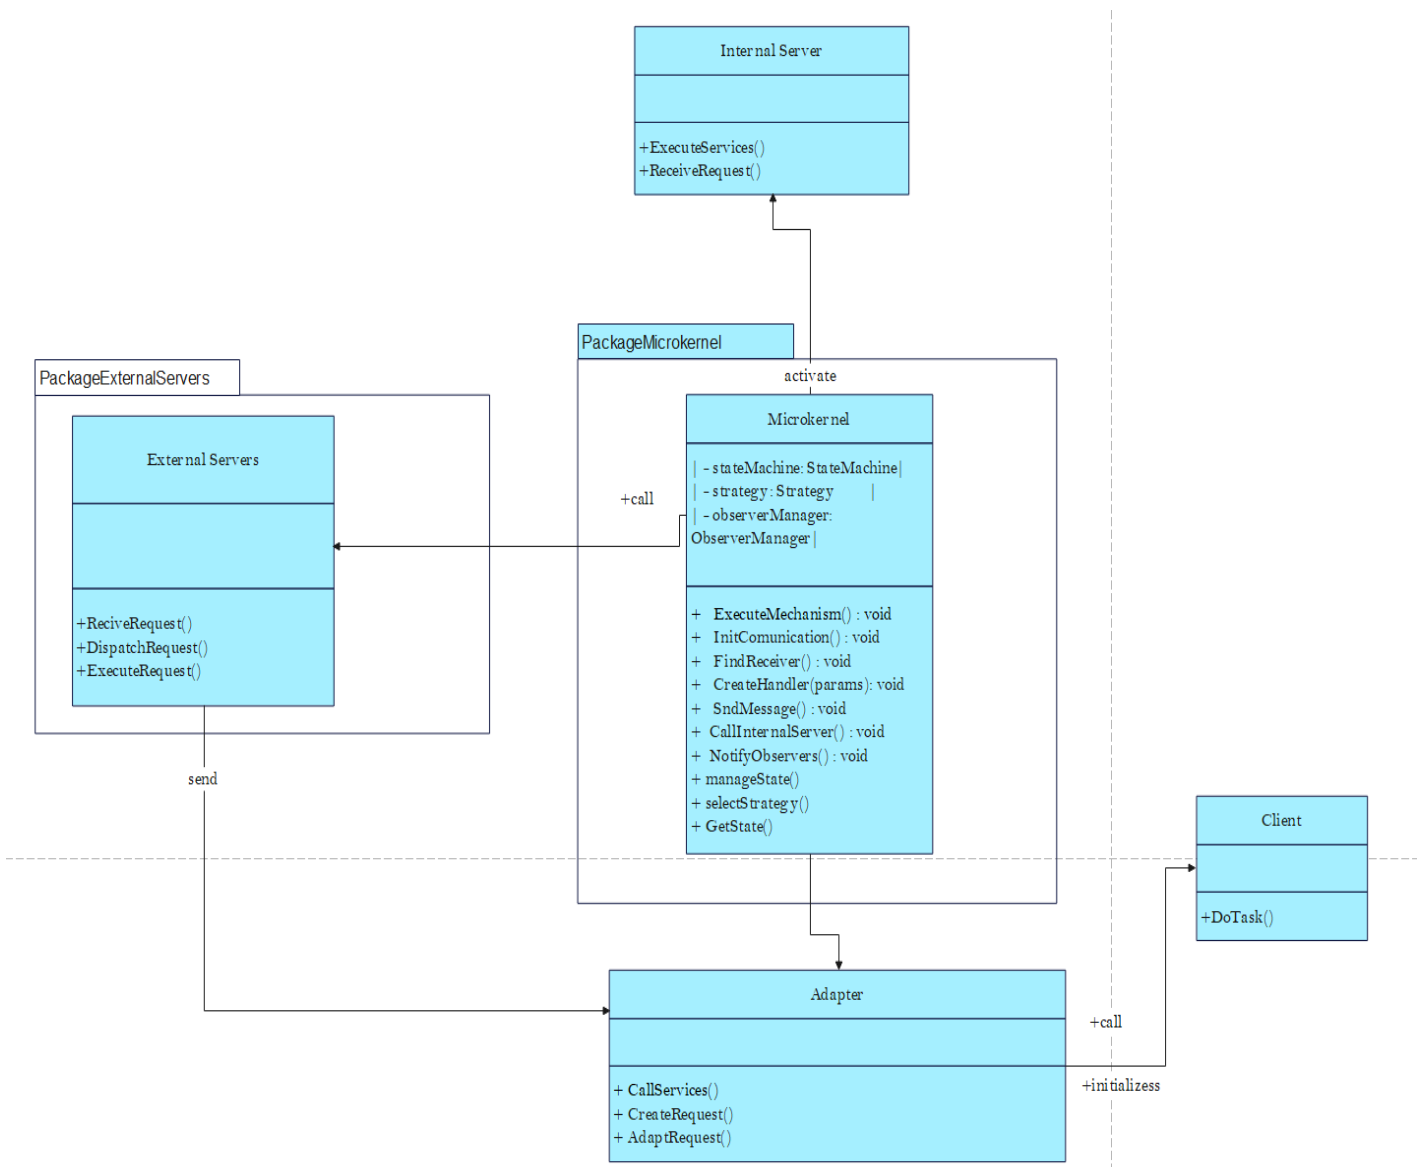 Internal Server
+ExecuteServices()
+ReceiveRequest()
PackageMicrokernel
PackageExternalServers
activate
Microkernel
External Servers
| - stateMachine: StateMachine|
| - strategy: Strategy |
| - observerManager:
ObserverManager|
+call
+ReciveRequest()
+DispatchRequest()
+ExecuteRequest()
+ ExecuteMechanism() : void
+ InitComunication() : void
+ FindReceiver() : void
+ CreateHandler(params): void
+ SndMessage() : void
+ CallInternalServer() : void
+ NotifyObservers() : void
+ manageState()
+ selectStrategy()
+ GetState()
send
Client
+DoTask()
Adapter
+call
+initializess
+ CallServices()
+ CreateRequest()
+ AdaptRequest()